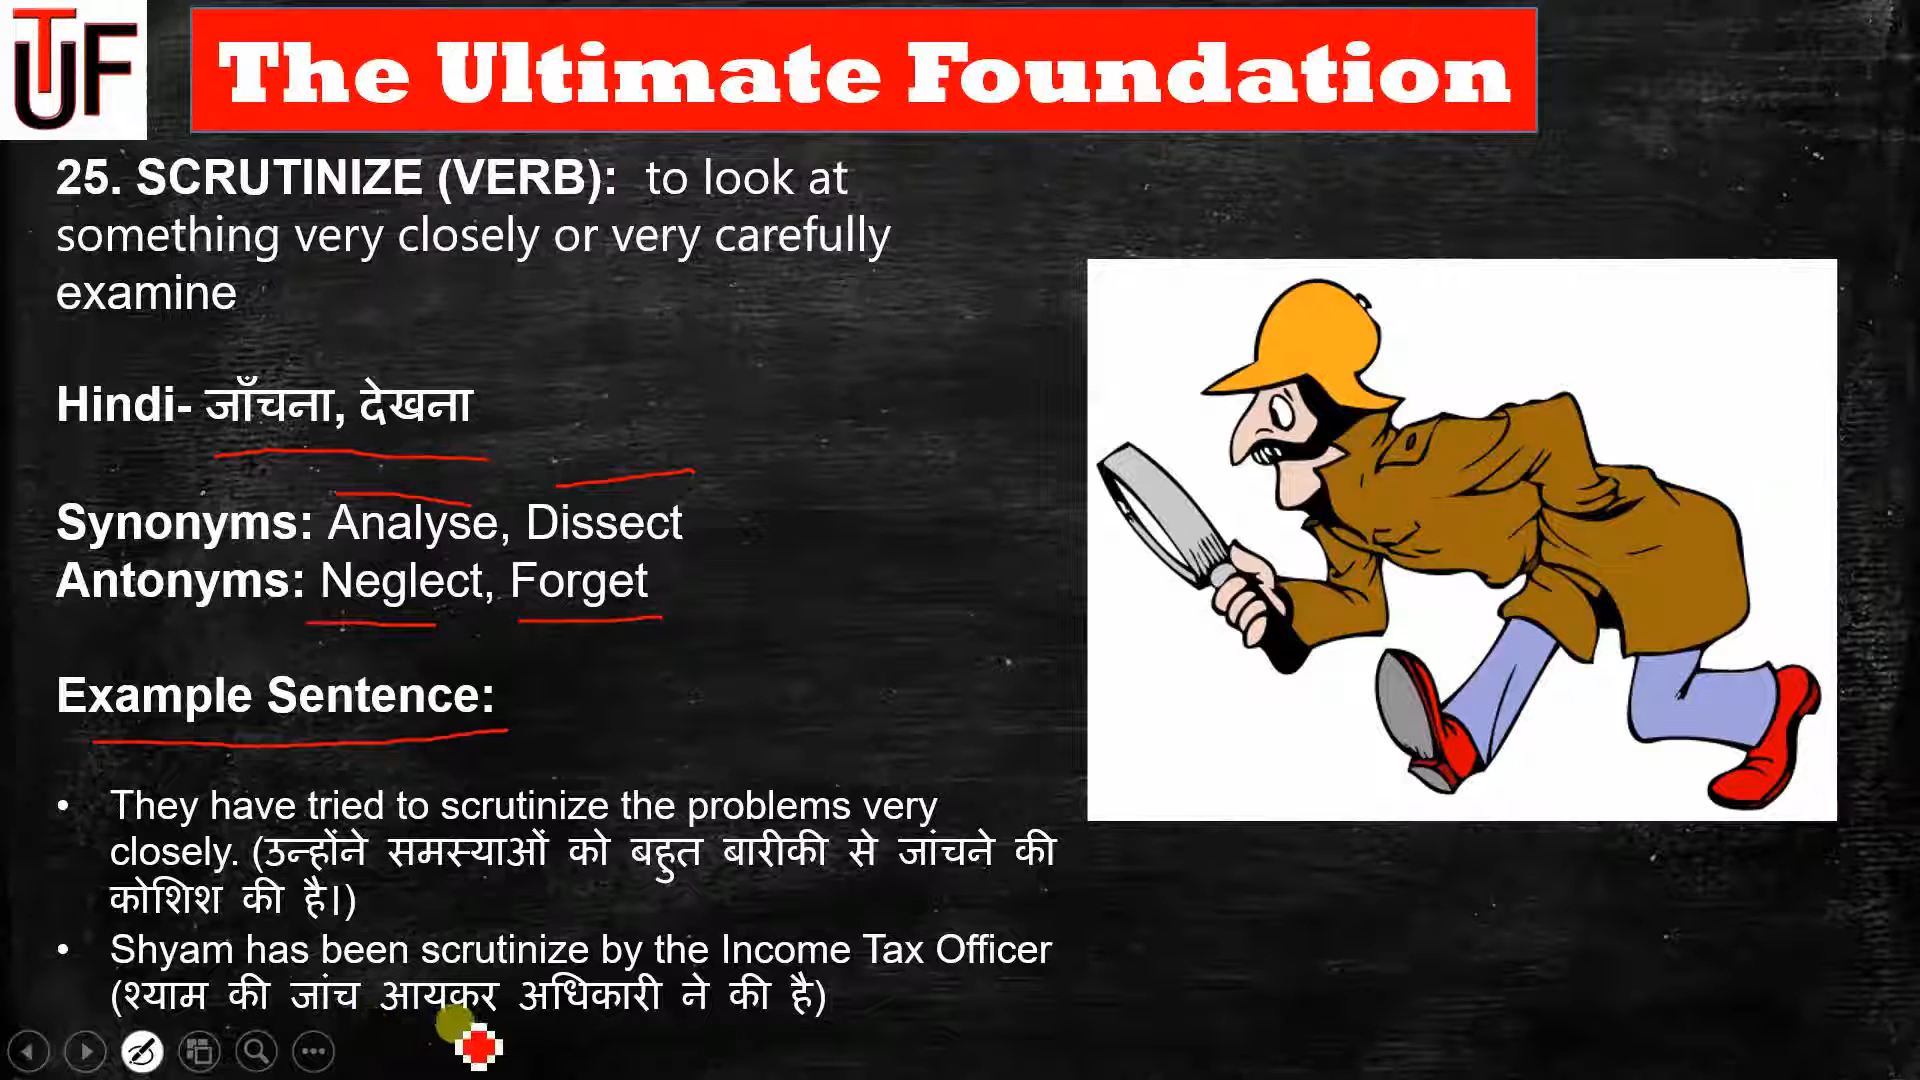 TUF
The Ultimate Foundation
25. SCRUTINIZE (VERB): to look at
something very closely or very carefully
examine
Hindi- जाँचना, देखना
Synonyms: Analyse, Dissect
Antonyms: Neglect, Forget
Example Sentence:
• They have tried to scrutinize the problems very
closely. (उन्होंने समस्याओं को बहुत बारीकी से जांचने की
कोशिश की है।)
• Shyam has been scrutinize by the Income Tax Officer
(श्याम की जांच आयकर अधिकारी ने की है)